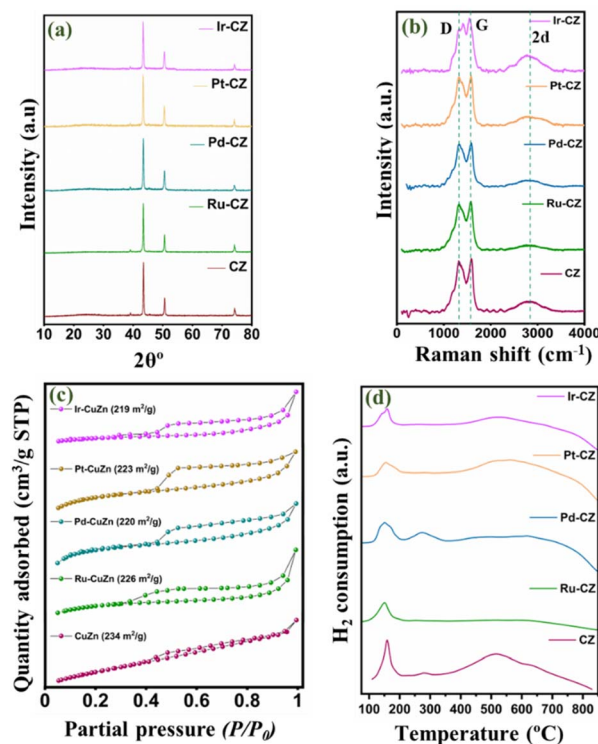 (a)
Ir-CZ
Pt-CZ
Pd-CZ
Ru-CZ
CZ
Intensity (a.u)
10 20 30 40 50 60 70 80
2θº
(b)
D G 2d
Ir-CZ
Pt-CZ
Pd-CZ
Ru-CZ
CZ
Intensity (a.u.)
0 1000 2000 3000 4000
Raman shift (cm⁻¹)
(c)
Ir-CuZn (219 m²/g)
Pt-CuZn (223 m²/g)
Pd-CuZn (220 m²/g)
Ru-CuZn (226 m²/g)
CuZn (234 m²/g)
Quantity adsorbed (cm³/g STP)
0 0.2 0.4 0.6 0.8 1
Partial pressure (P/P₀)
(d)
Ir-CZ
Pt-CZ
Pd-CZ
Ru-CZ
CZ
H₂ consumption (a.u.)
100 200 300 400 500 600 700 800
Temperature (ºC)